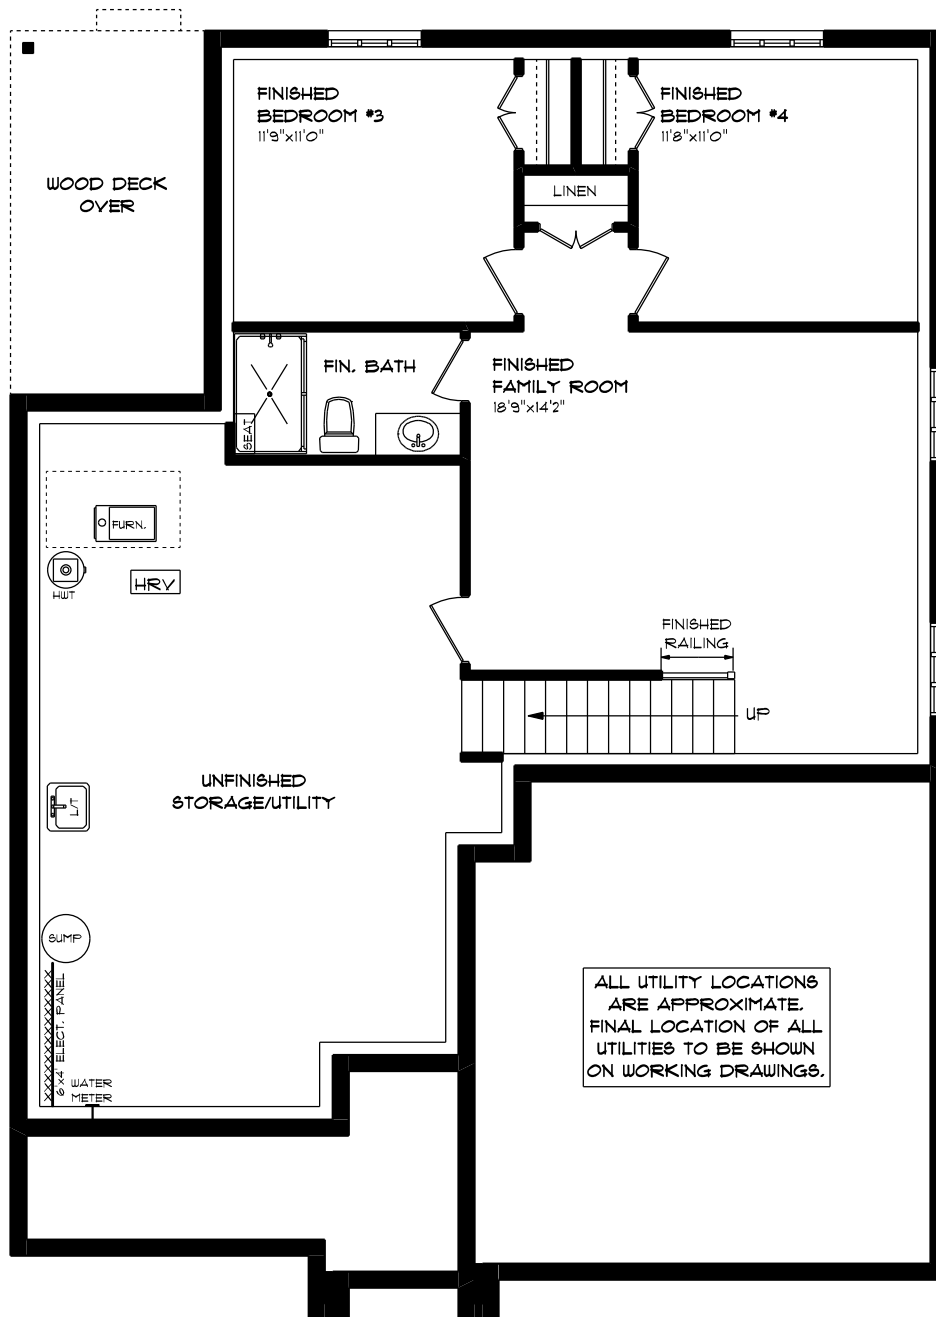 FINISHED
BEDROOM #3
11'9"x11'0"
FINISHED
BEDROOM #4
11'8"x11'0"
WOOD DECK
OVER
LINEN
FIN. BATH
SEAT
FINISHED
FAMILY ROOM
18'9"x14'2"
FURN.
HWT
HRV
FINISHED
RAILING
UP
UNFINISHED
STORAGE/UTILITY
L/T
SUMP
6'x4' ELECT. PANEL
WATER
METER
ALL UTILITY LOCATIONS
ARE APPROXIMATE.
FINAL LOCATION OF ALL
UTILITIES TO BE SHOWN
ON WORKING DRAWINGS.